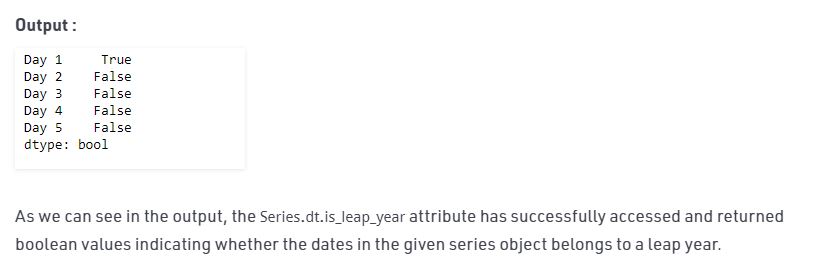 Output :
Day 1     True
Day 2    False
Day 3    False
Day 4    False
Day 5    False
dtype: bool
As we can see in the output, the Series.dt.is_leap_year attribute has successfully accessed and returned
boolean values indicating whether the dates in the given series object belongs to a leap year.